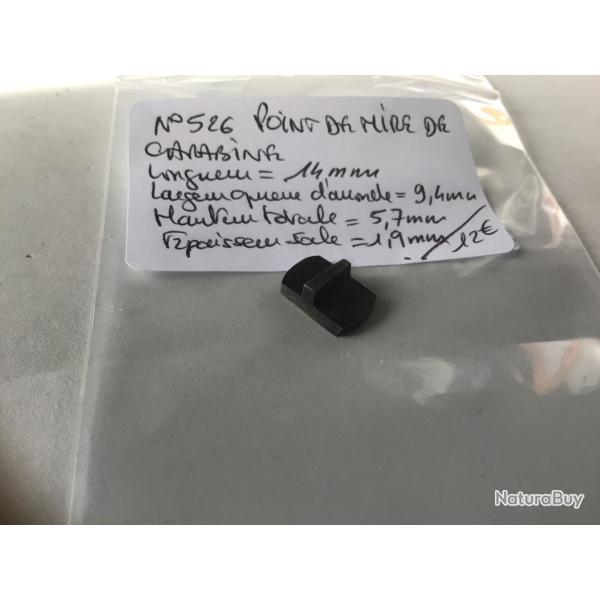 N° 526 POINT DE MIRE DE
CARABINE
Longueur = 14 mm
Largeur queue d'aronde = 9,4 mm
Hauteur totale = 5,7 mm
Epaisseur sole = 1,9 mm / 12€
NaturaBuy